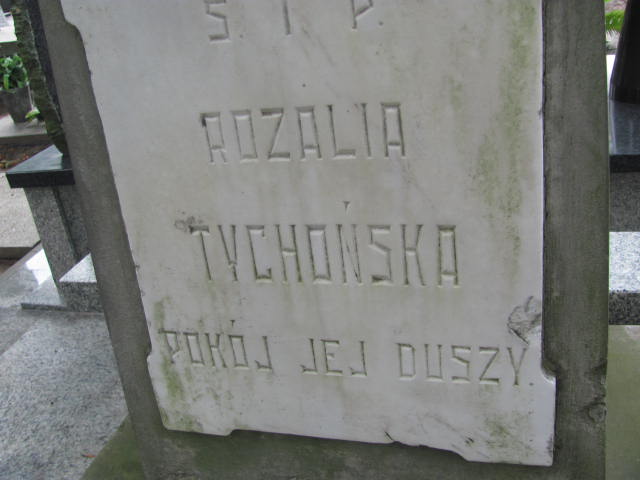 Ś. I P.
ROZALIA
TYCHOŃSKA
POKÓJ JEJ DUSZY.